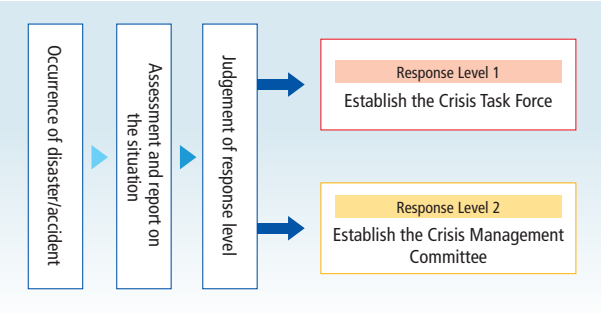 Occurrence of disaster/accident
Assessment and report on
the situation
Judgement of response level
Response Level 1
Establish the Crisis Task Force
Response Level 2
Establish the Crisis Management
Committee